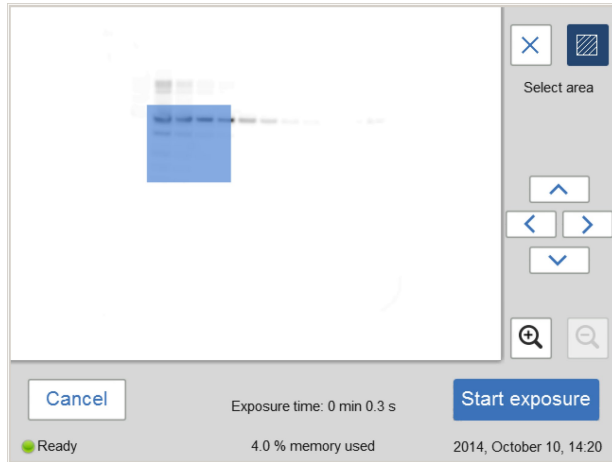 Select area
Cancel
Exposure time: 0 min 0.3 s
Start exposure
Ready
4.0 % memory used
2014, October 10, 14:20